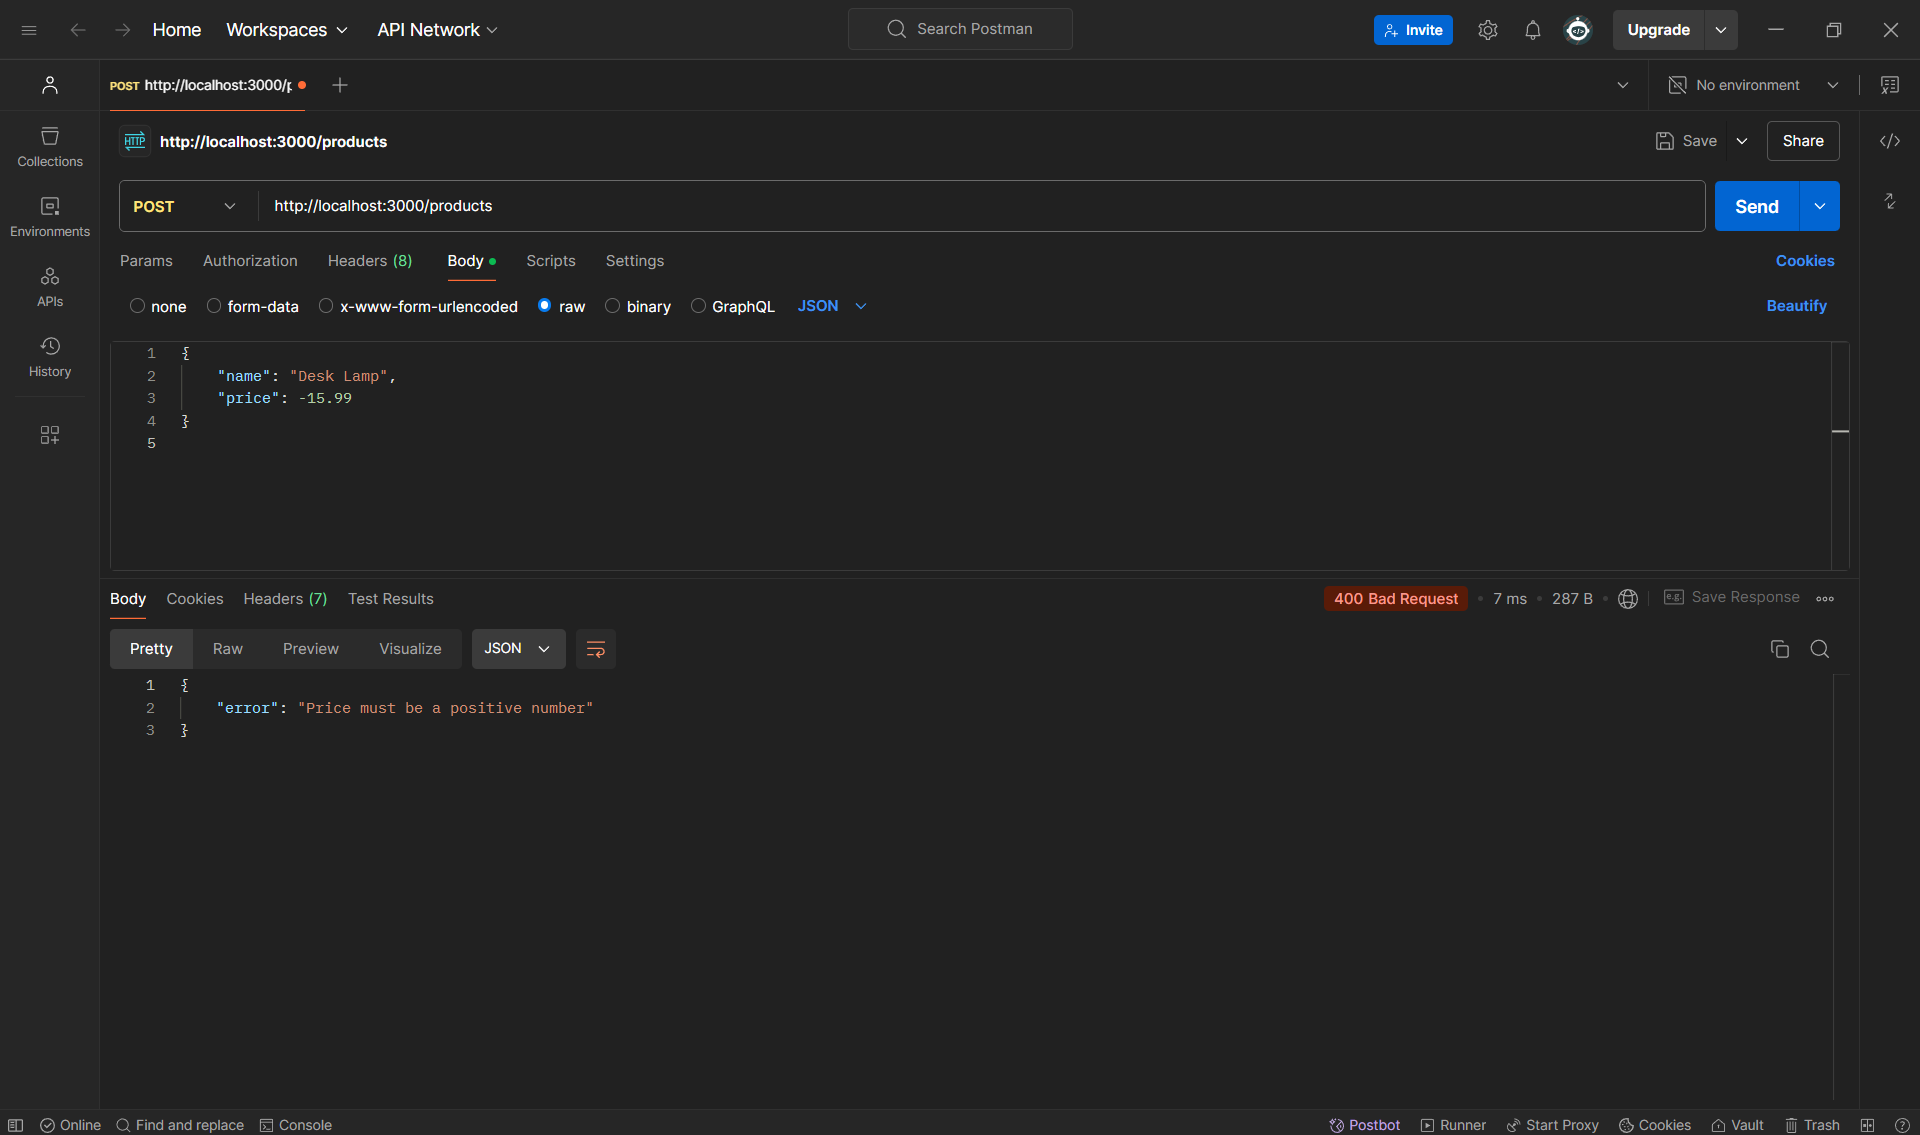 Home Workspaces API Network Search Postman Invite Upgrade
POST http://localhost:3000/p No environment
HTTP http://localhost:3000/products Save Share
Collections
POST http://localhost:3000/products Send
Environments
Params Authorization Headers (8) Body Scripts Settings Cookies
APIs
none form-data x-www-form-urlencoded raw binary GraphQL JSON Beautify
History
1 {
2 "name": "Desk Lamp",
3 "price": -15.99
4 }
5
Body Cookies Headers (7) Test Results 400 Bad Request 7 ms 287 B e.g. Save Response
Pretty Raw Preview Visualize JSON
1 {
2 "error": "Price must be a positive number"
3 }
Online Find and replace Console Postbot Runner Start Proxy Cookies Vault Trash